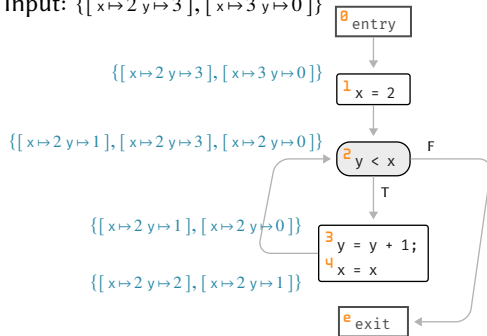 Input: {[ x↦2 y↦3 ], [ x↦3 y↦0 ]}
0 entry
{[ x↦2 y↦3 ], [ x↦3 y↦0 ]}
1 x = 2
{[ x↦2 y↦1 ], [ x↦2 y↦3 ], [ x↦2 y↦0 ]}
2 y < x
F
T
{[ x↦2 y↦1 ], [ x↦2 y↦0 ]}
3 y = y + 1;
4 x = x
{[ x↦2 y↦2 ], [ x↦2 y↦1 ]}
e exit